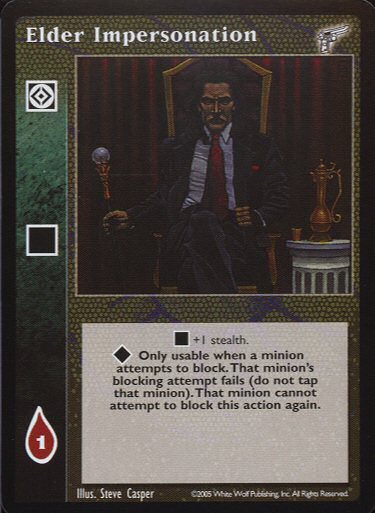 Elder Impersonation
+1 stealth.
Only usable when a minion
attempts to block. That minion's
blocking attempt fails (do not tap
that minion). That minion cannot
attempt to block this action again.
1
Illus. Steve Casper ©2005 White Wolf Publishing, Inc. All Rights Reserved.